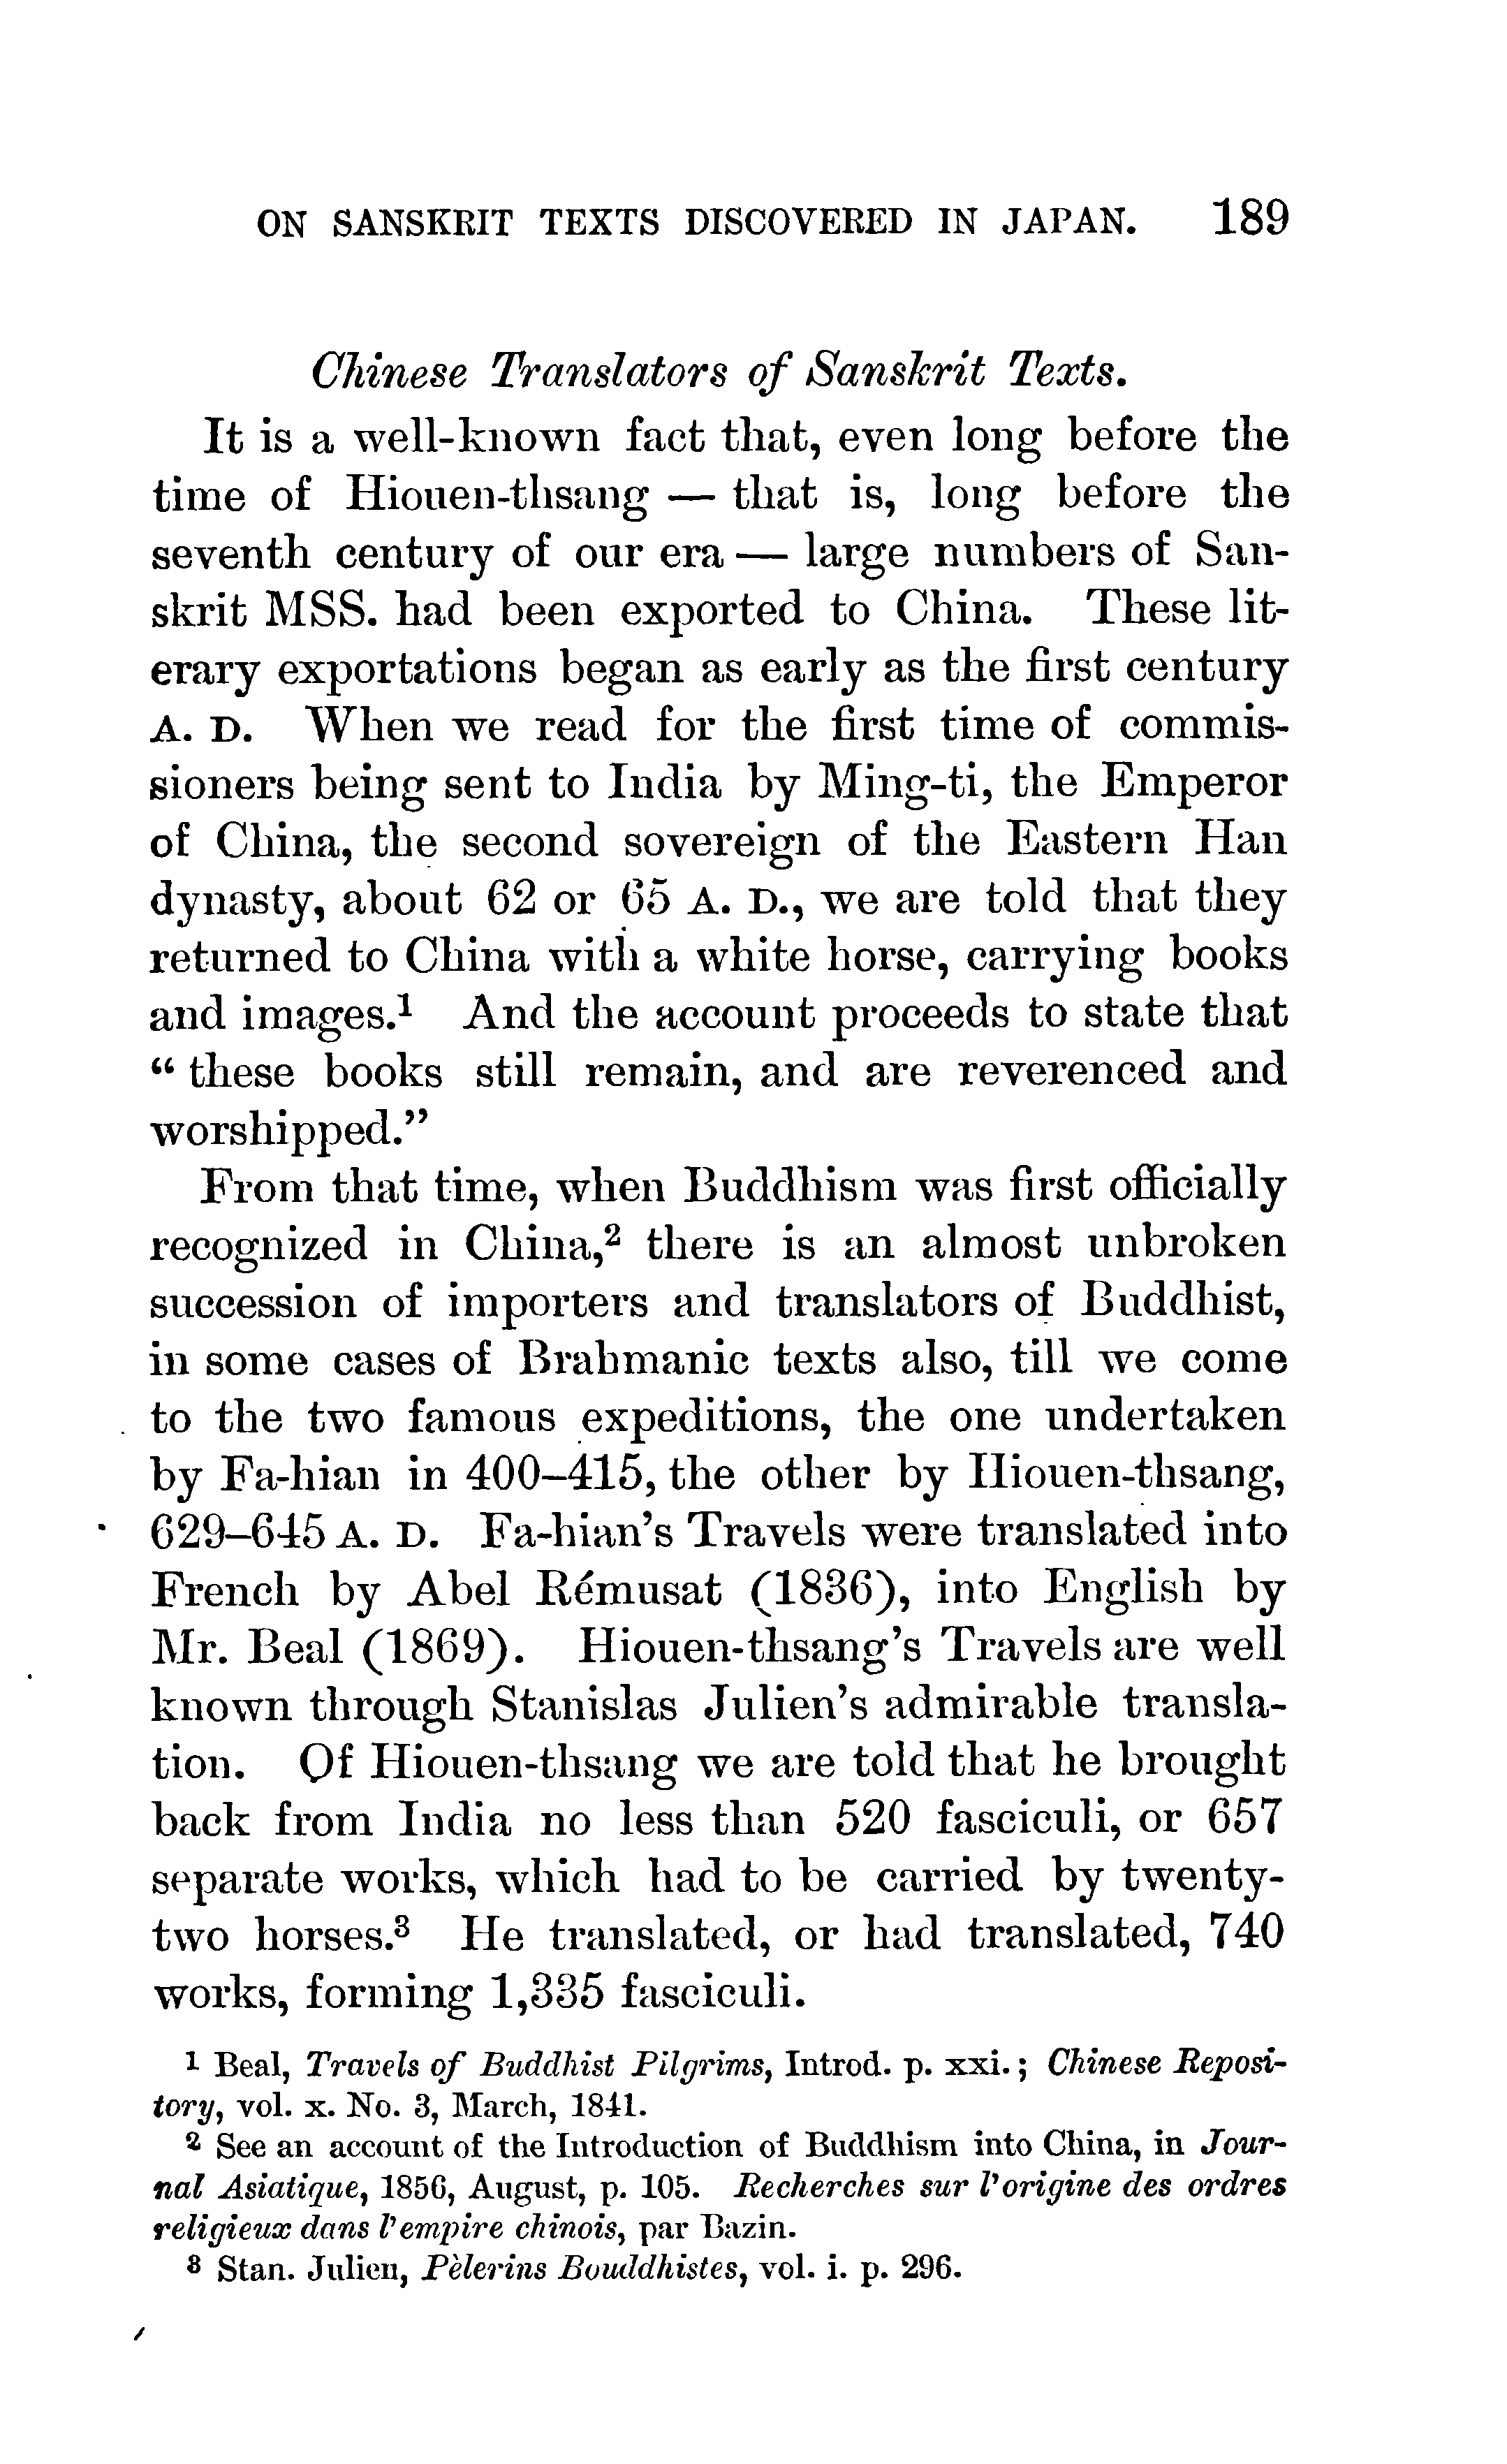 ON SANSKRIT TEXTS DISCOVERED IN JAPAN. 189
Chinese Translators of Sanskrit Texts.
It is a well-known fact that, even long before the
time of Hiouen-thsang — that is, long before the
seventh century of our era — large numbers of San-
skrit MSS. had been exported to China. These lit-
erary exportations began as early as the first century
A. D. When we read for the first time of commis-
sioners being sent to India by Ming-ti, the Emperor
of China, the second sovereign of the Eastern Han
dynasty, about 62 or 65 A. D., we are told that they
returned to China with a white horse, carrying books
and images.¹ And the account proceeds to state that
“ these books still remain, and are reverenced and
worshipped.”
From that time, when Buddhism was first officially
recognized in China,² there is an almost unbroken
succession of importers and translators of Buddhist,
in some cases of Brahmanic texts also, till we come
to the two famous expeditions, the one undertaken
by Fa-hian in 400–415, the other by Hiouen-thsang,
629–645 A. D. Fa-hian’s Travels were translated into
French by Abel Rémusat (1836), into English by
Mr. Beal (1869). Hiouen-thsang’s Travels are well
known through Stanislas Julien’s admirable transla-
tion. Of Hiouen-thsang we are told that he brought
back from India no less than 520 fasciculi, or 657
separate works, which had to be carried by twenty-
two horses.³ He translated, or had translated, 740
works, forming 1,335 fasciculi.
¹ Beal, Travels of Buddhist Pilgrims, Introd. p. xxi. ; Chinese Reposi-
tory, vol. x. No. 3, March, 1841.
² See an account of the Introduction of Buddhism into China, in Jour-
nal Asiatique, 1856, August, p. 105. Recherches sur l’origine des ordres
religieux dans l’empire chinois, par Bazin.
³ Stan. Julien, Pèlerins Bouddhistes, vol. i. p. 296.